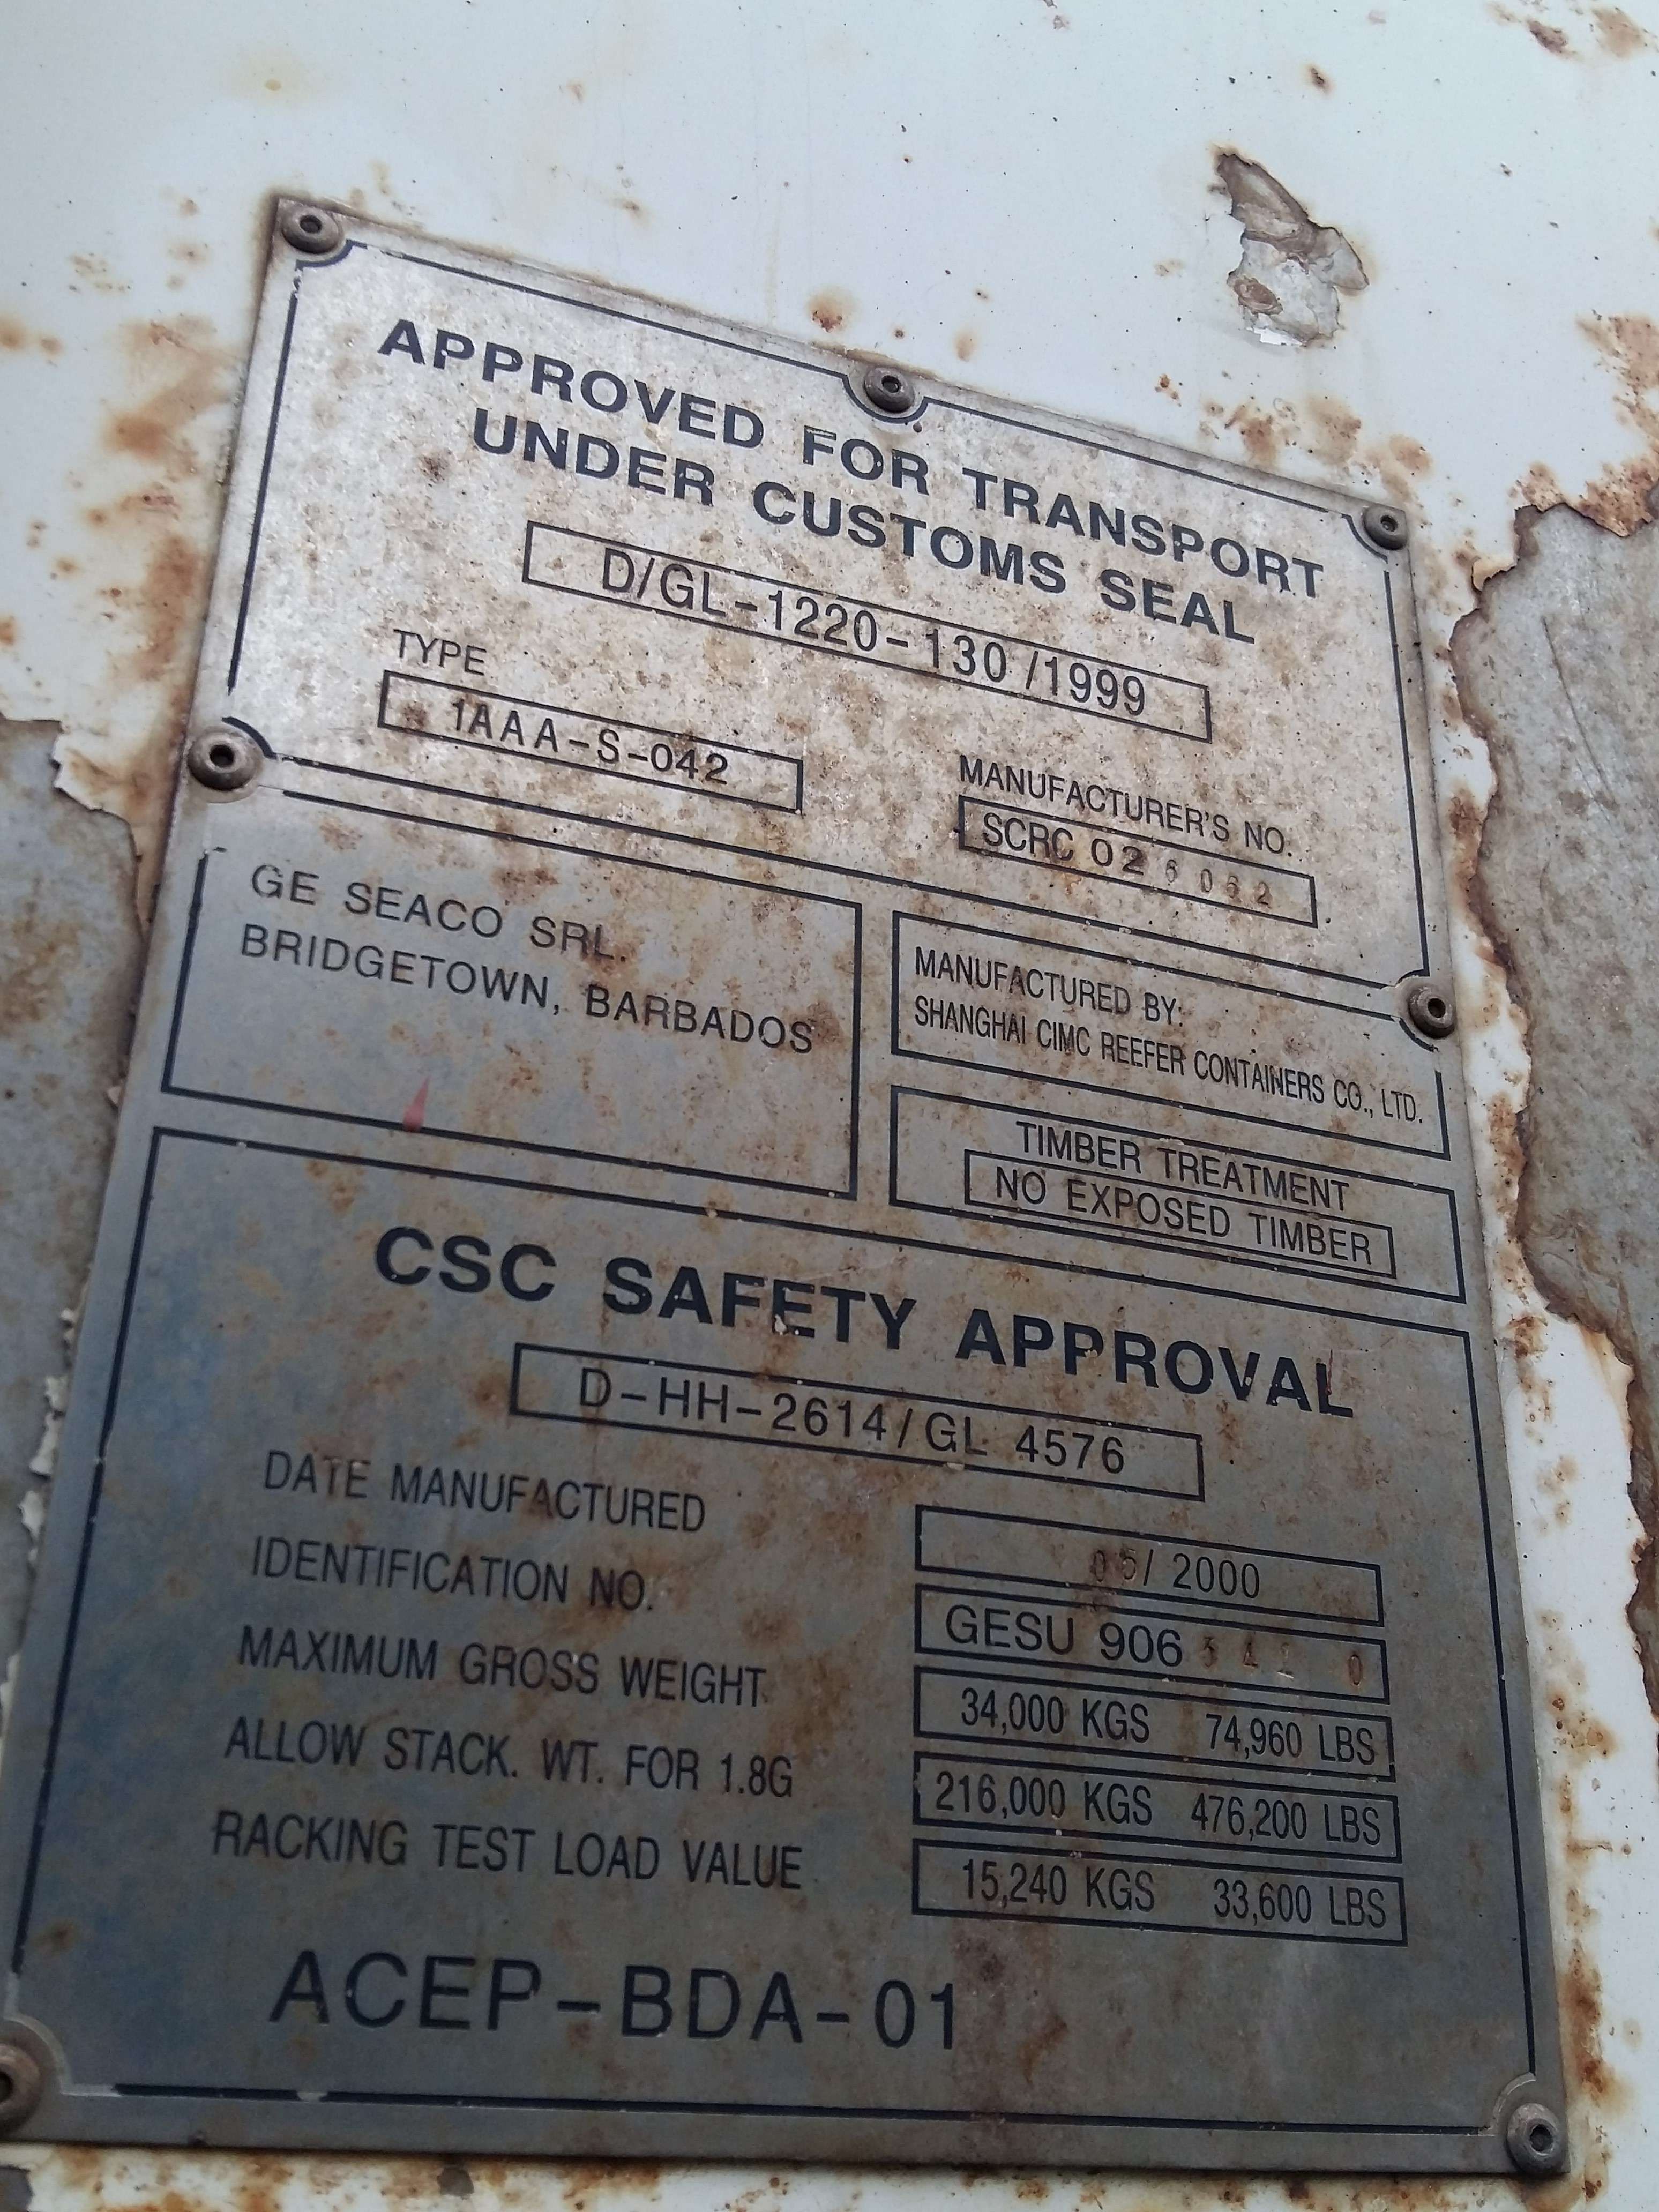 APPROVED FOR TRANSPORT
UNDER CUSTOMS SEAL
D/GL-1220-130/1999
TYPE
1AAA-S-042
MANUFACTURER'S NO.
SCRC 026062
GE SEACO SRL.
BRIDGETOWN, BARBADOS
MANUFACTURED BY:
SHANGHAI CIMC REEFER CONTAINERS CO., LTD.
TIMBER TREATMENT
NO EXPOSED TIMBER
CSC SAFETY APPROVAL
D-HH-2614/GL 4576
DATE MANUFACTURED 05/2000
IDENTIFICATION NO. GESU 906341 0
MAXIMUM GROSS WEIGHT 34,000 KGS 74,960 LBS
ALLOW STACK. WT. FOR 1.8G 216,000 KGS 476,200 LBS
RACKING TEST LOAD VALUE 15,240 KGS 33,600 LBS
ACEP-BDA-01